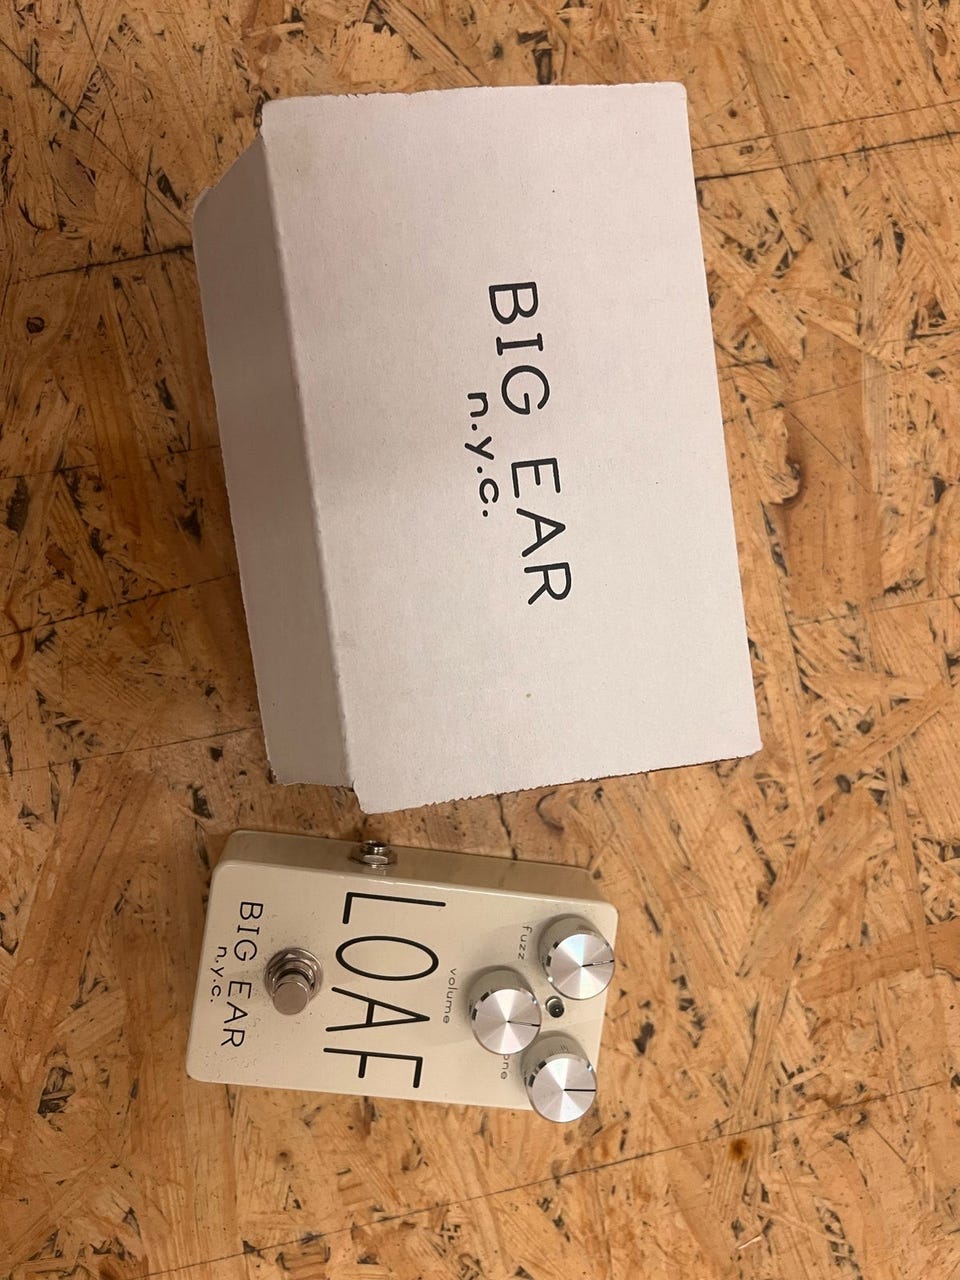 BIG EAR
n.y.c.
fuzz
volume
LOAF
BIG EAR
n.y.c.